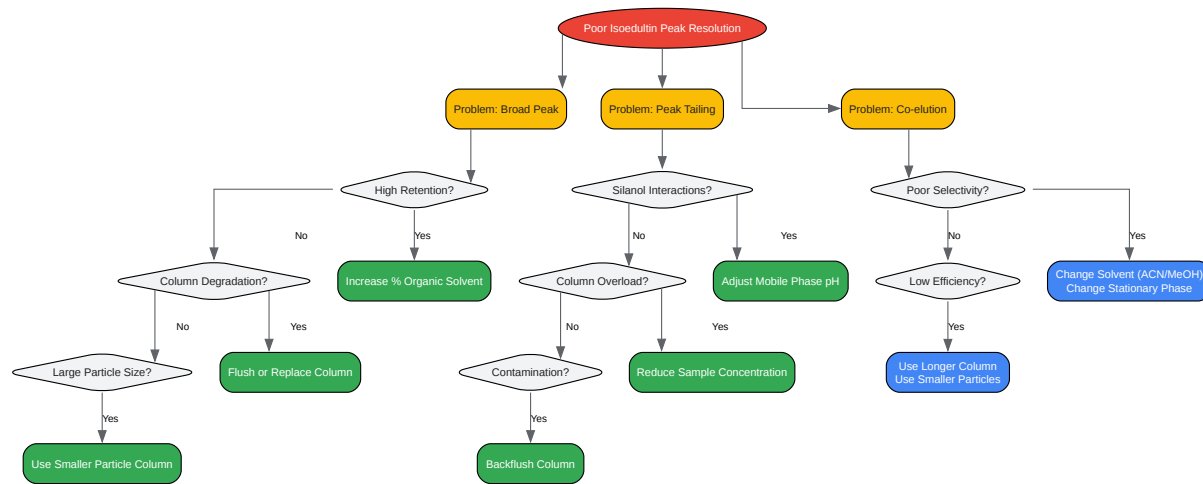 Poor Isoedultin Peak Resolution
Problem: Broad Peak
Problem: Peak Tailing
Problem: Co-elution
High Retention?
Silanol Interactions?
Poor Selectivity?
No
Yes
No
Yes
No
Yes
Column Degradation?
Increase % Organic Solvent
Column Overload?
Adjust Mobile Phase pH
Low Efficiency?
Change Solvent (ACN/MeOH)
Change Stationary Phase
No
Yes
No
Yes
Yes
Large Particle Size?
Flush or Replace Column
Contamination?
Reduce Sample Concentration
Use Longer Column
Use Smaller Particles
Yes
Yes
Use Smaller Particle Column
Backflush Column